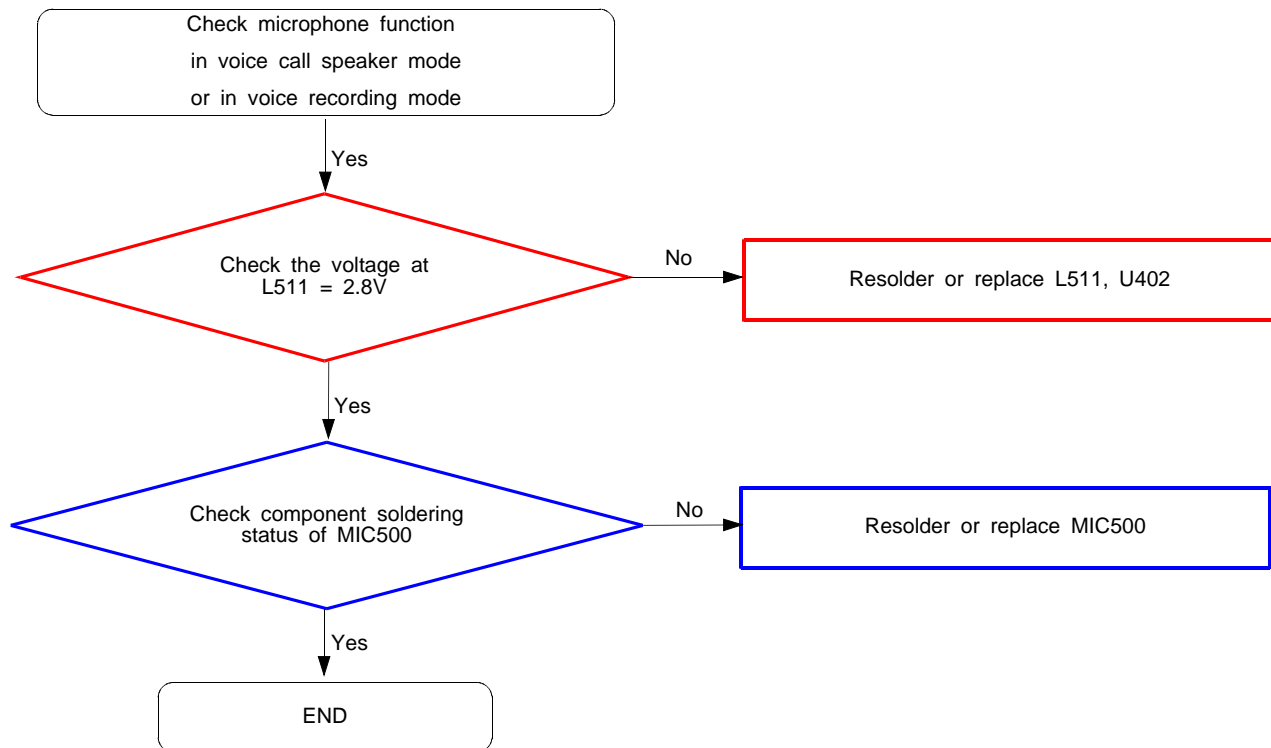 Check microphone function
in voice call speaker mode
or in voice recording mode
Yes
Check the voltage at
L511 = 2.8V
No
Resolder or replace L511, U402
Yes
Check component soldering
status of MIC500
No
Resolder or replace MIC500
Yes
END